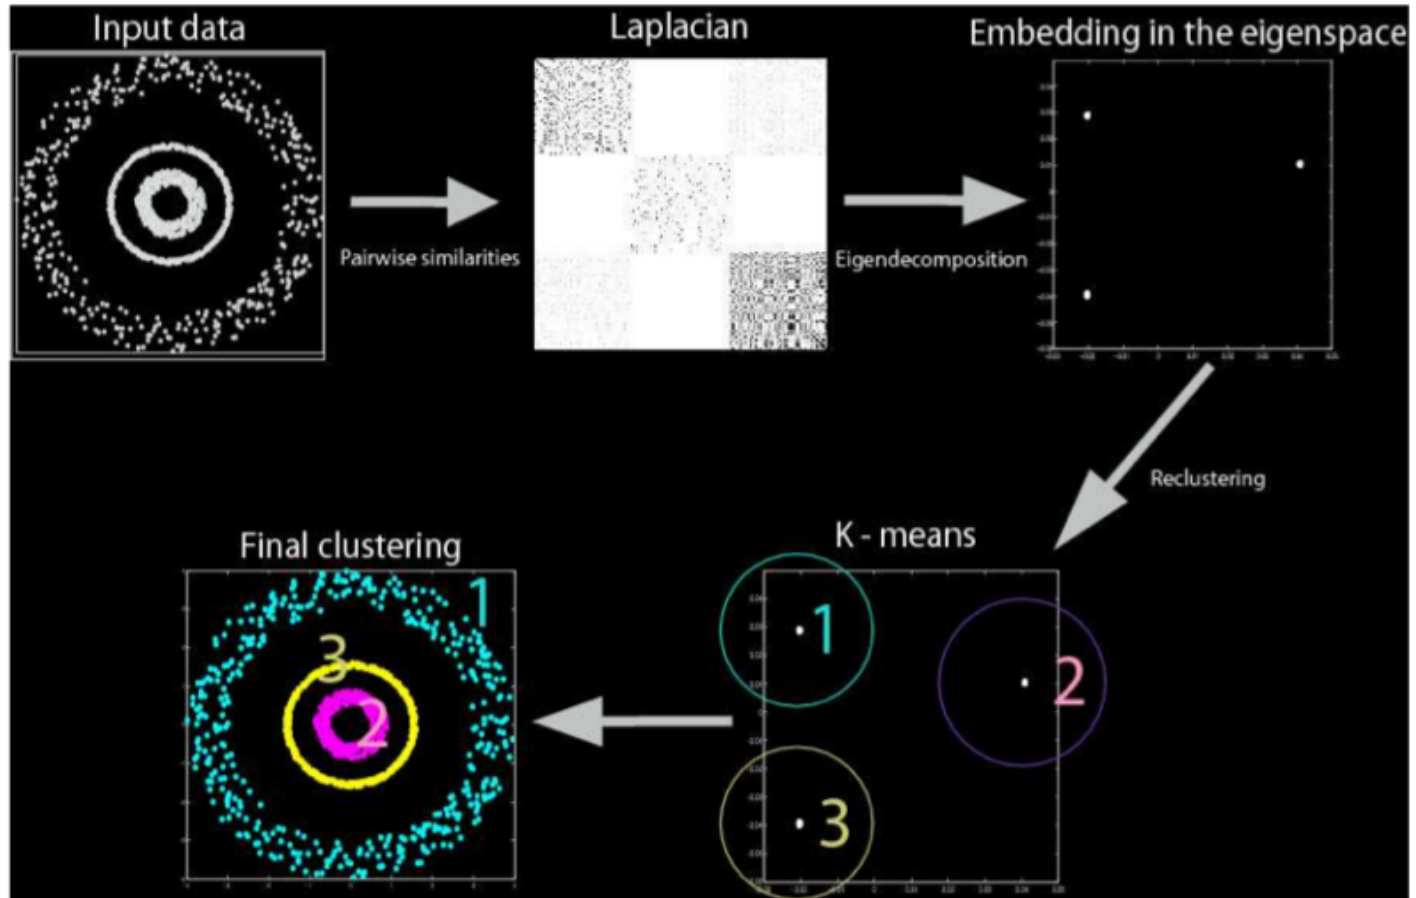 Input data
Laplacian
Embedding in the eigenspace
Pairwise similarities
Eigendecomposition
Reclustering
K - means
1
2
3
Final clustering
1
3
2